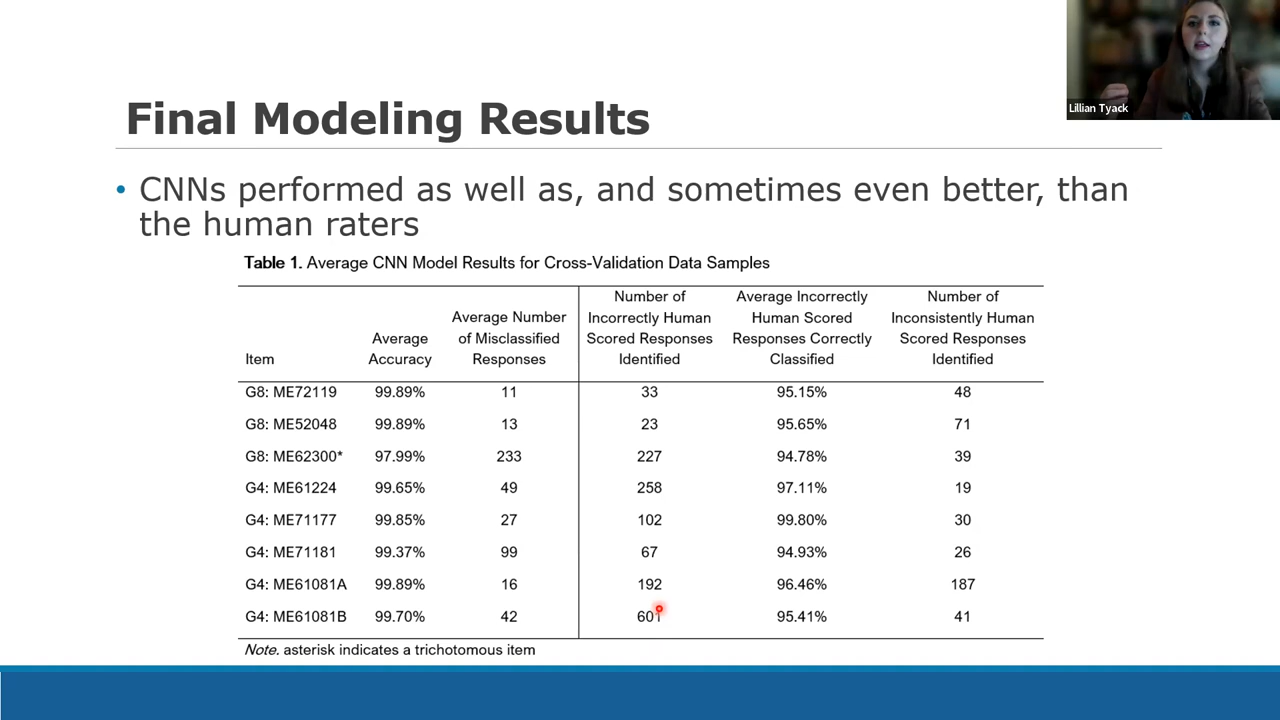 Lillian Tyack
Final Modeling Results
• CNNs performed as well as, and sometimes even better, than
the human raters
Table 1. Average CNN Model Results for Cross-Validation Data Samples
Item
Average
Accuracy
Average Number
of Misclassified
Responses
Number of
Incorrectly Human
Scored Responses
Identified
Average Incorrectly
Human Scored
Responses Correctly
Classified
Number of
Inconsistently Human
Scored Responses
Identified
G8: ME72119 99.89% 11 33 95.15% 48
G8: ME52048 99.89% 13 23 95.65% 71
G8: ME62300* 97.99% 233 227 94.78% 39
G4: ME61224 99.65% 49 258 97.11% 19
G4: ME71177 99.85% 27 102 99.80% 30
G4: ME71181 99.37% 99 67 94.93% 26
G4: ME61081A 99.89% 16 192 96.46% 187
G4: ME61081B 99.70% 42 601 95.41% 41
Note. asterisk indicates a trichotomous item